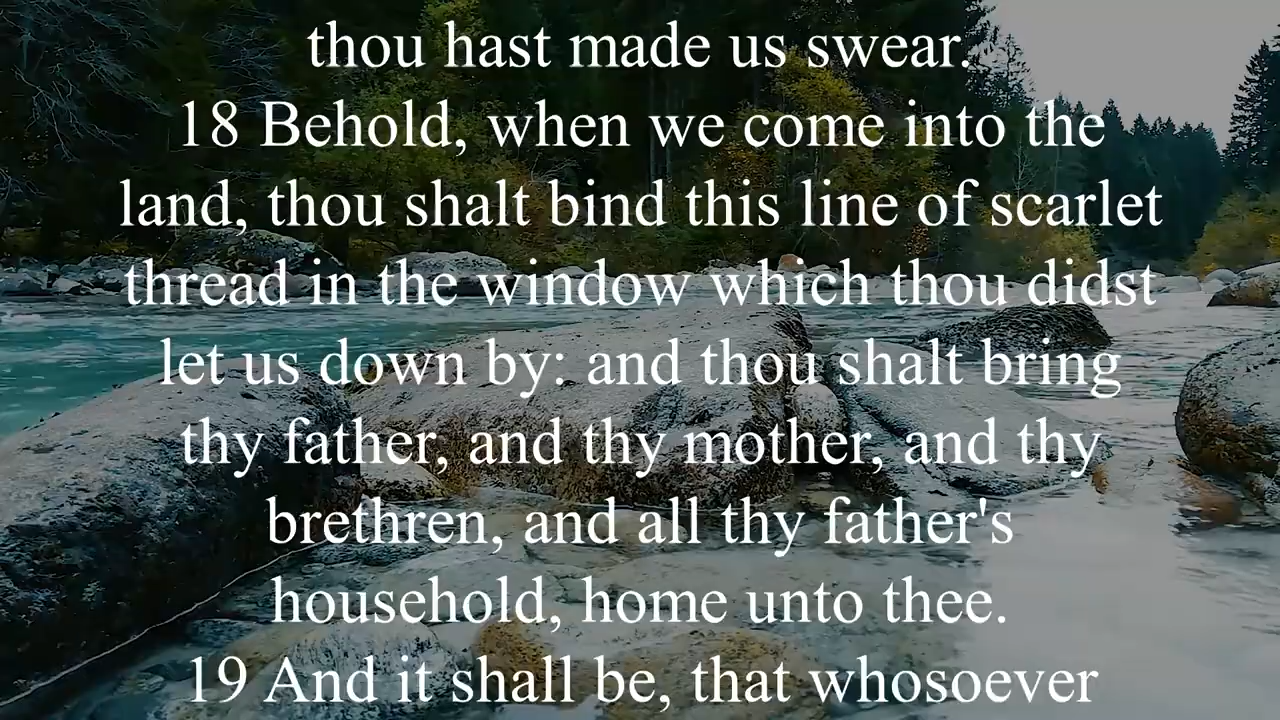 thou hast made us swear.
18 Behold, when we come into the
land, thou shalt bind this line of scarlet
thread in the window which thou didst
let us down by: and thou shalt bring
thy father, and thy mother, and thy
brethren, and all thy father's
household, home unto thee.
19 And it shall be, that whosoever